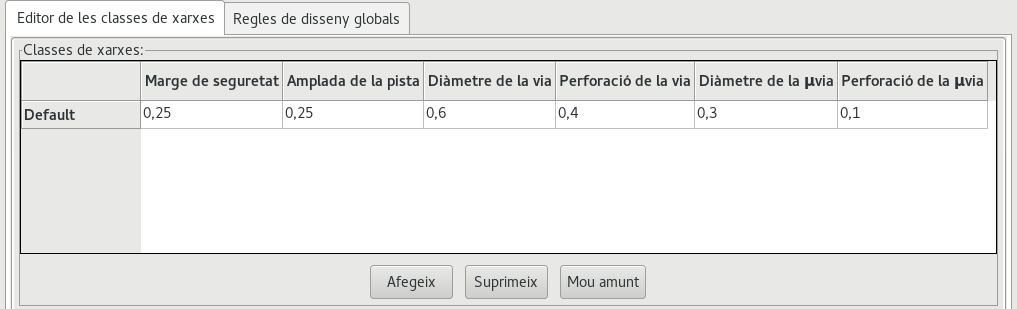 Editor de les classes de xarxes Regles de disseny globals
Classes de xarxes:
Marge de seguretat Amplada de la pista Diàmetre de la via Perforació de la via Diàmetre de la µvia Perforació de la µvia
Default 0,25 0,25 0,6 0,4 0,3 0,1
Afegeix Suprimeix Mou amunt